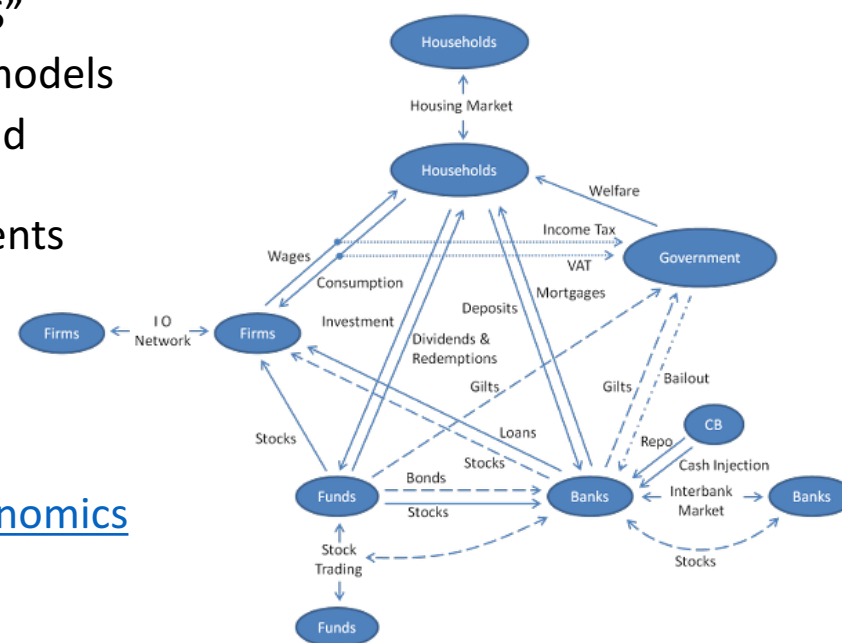 s”
models
d
ents
nomics
Households
Housing Market
Households
Welfare
Income Tax
Wages
VAT
Government
Consumption
Mortgages
Deposits
Firms
I O
Network
Firms
Investment
Dividends &
Redemptions
Gilts
Gilts
Bailout
CB
Stocks
Loans
Repo
Stocks
Cash Injection
Bonds
Funds
Banks
Interbank
Market
Banks
Stocks
Stock
Trading
Stocks
Funds